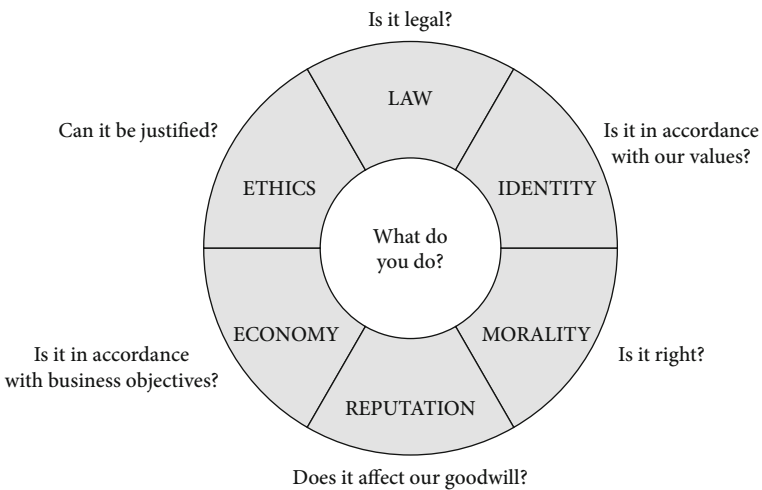 Is it legal?
LAW
Can it be justified?
Is it in accordance
with our values?
ETHICS
IDENTITY
What do
you do?
ECONOMY
MORALITY
Is it in accordance
with business objectives?
Is it right?
REPUTATION
Does it affect our goodwill?